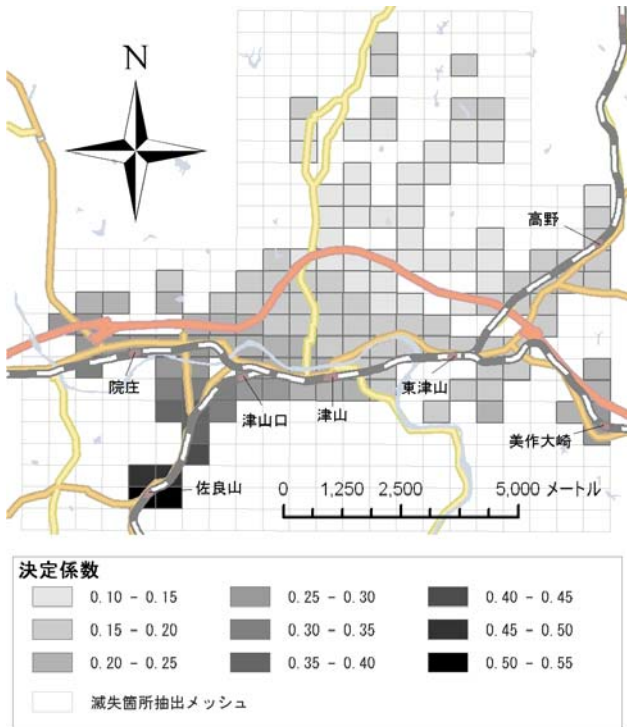 N
高野
院庄
津山口
津山
東津山
美作大崎
佐良山
0 1,250 2,500 5,000 メートル
決定係数
0.10 - 0.15 0.25 - 0.30 0.40 - 0.45
0.15 - 0.20 0.30 - 0.35 0.45 - 0.50
0.20 - 0.25 0.35 - 0.40 0.50 - 0.55
滅失箇所抽出メッシュ